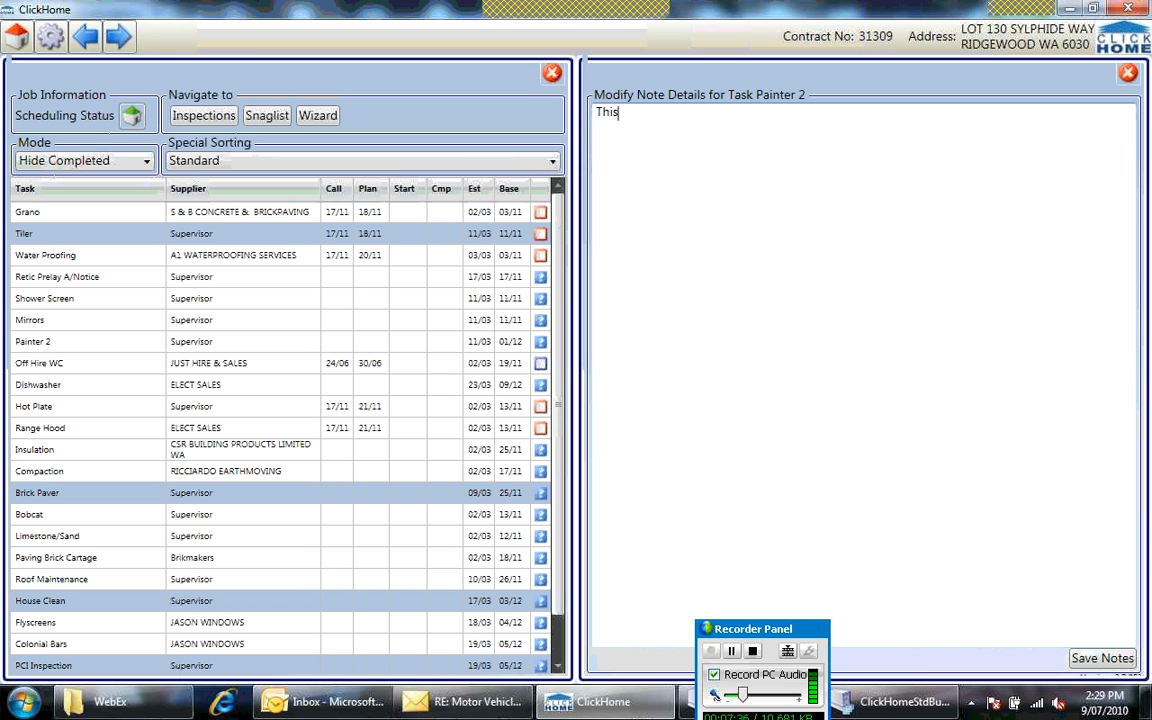 ClickHome
Contract No: 31309 Address: LOT 130 SYLPHIDE WAY
RIDGEWOOD WA 6030
CLICK
HOME
Job Information
Scheduling Status
Navigate to
Inspections Snaglist Wizard
Mode
Hide Completed
Special Sorting
Standard
Task Supplier Call Plan Start Cmp Est Base
Grano S & B CONCRETE & BRICKPAVING 17/11 18/11 02/03 03/11
Tiler Supervisor 17/11 18/11 11/03 11/11
Water Proofing A1 WATERPROOFING SERVICES 17/11 20/11 03/03 03/11
Retic Prelay A/Notice Supervisor 17/03 17/11
Shower Screen Supervisor 11/03 11/11
Mirrors Supervisor 11/03 11/11
Painter 2 Supervisor 11/03 01/12
Off Hire WC JUST HIRE & SALES 24/06 30/06 02/03 19/11
Dishwasher ELECT SALES 23/03 09/12
Hot Plate Supervisor 17/11 21/11 02/03 13/11
Range Hood ELECT SALES 17/11 21/11 02/03 13/11
Insulation CSR BUILDING PRODUCTS LIMITED WA 02/03 25/11
Compaction RICCIARDO EARTHMOVING 02/03 17/11
Brick Paver Supervisor 09/03 25/11
Bobcat Supervisor 02/03 13/11
Limestone/Sand Supervisor 02/03 12/11
Paving Brick Cartage Brikmakers 02/03 18/11
Roof Maintenance Supervisor 10/03 26/11
House Clean Supervisor 17/03 03/12
Flyscreens JASON WINDOWS 18/03 04/12
Colonial Bars JASON WINDOWS 19/03 05/12
PCI Inspection Supervisor 19/03 05/12
Modify Note Details for Task Painter 2
This
Save Notes
Recorder Panel
Record PC Audio
00:07:36 / 10,681 KB
WebEx
Inbox - Microsoft...
RE: Motor Vehicl...
ClickHome
ClickHomeStdBu...
2:29 PM
9/07/2010